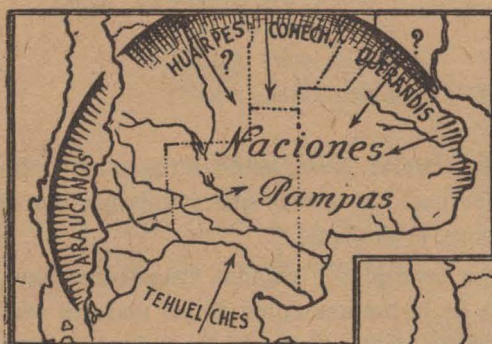 HUARPES
?
COMECH.
QUERANDIS
?
Naciones
Pampas
ARAUCANOS
TEHUELCHES